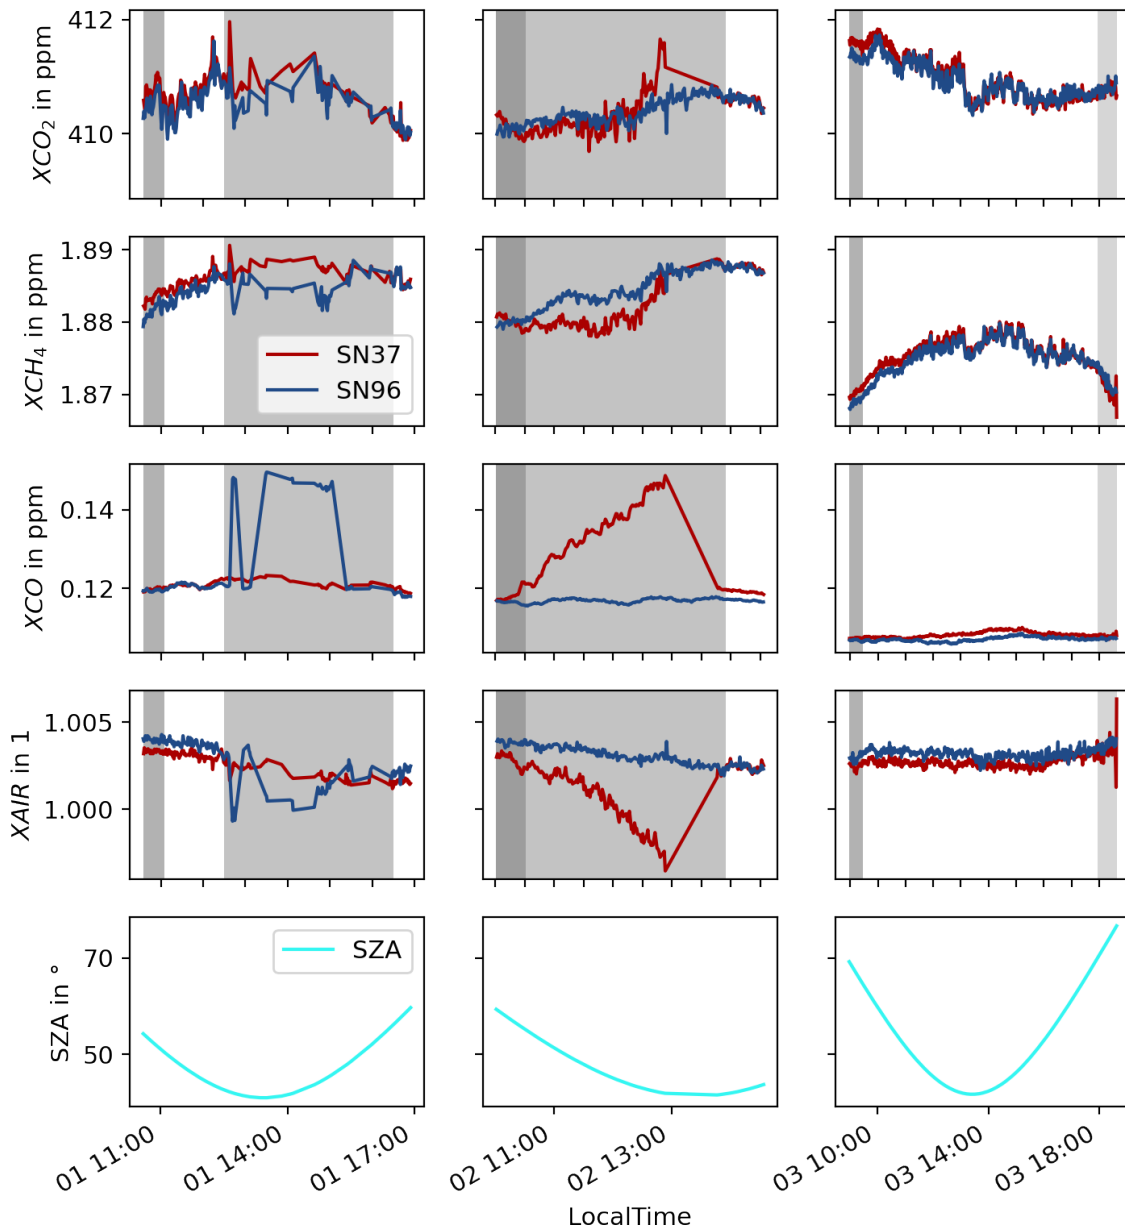 XCO₂ in ppm
412
410
XCH₄ in ppm
1.89
1.88
1.87
SN37
SN96
XCO in ppm
0.14
0.12
XAIR in 1
1.005
1.000
SZA in °
70
50
SZA
01 11:00
01 14:00
01 17:00
02 11:00
02 13:00
03 10:00
03 14:00
03 18:00
LocalTime